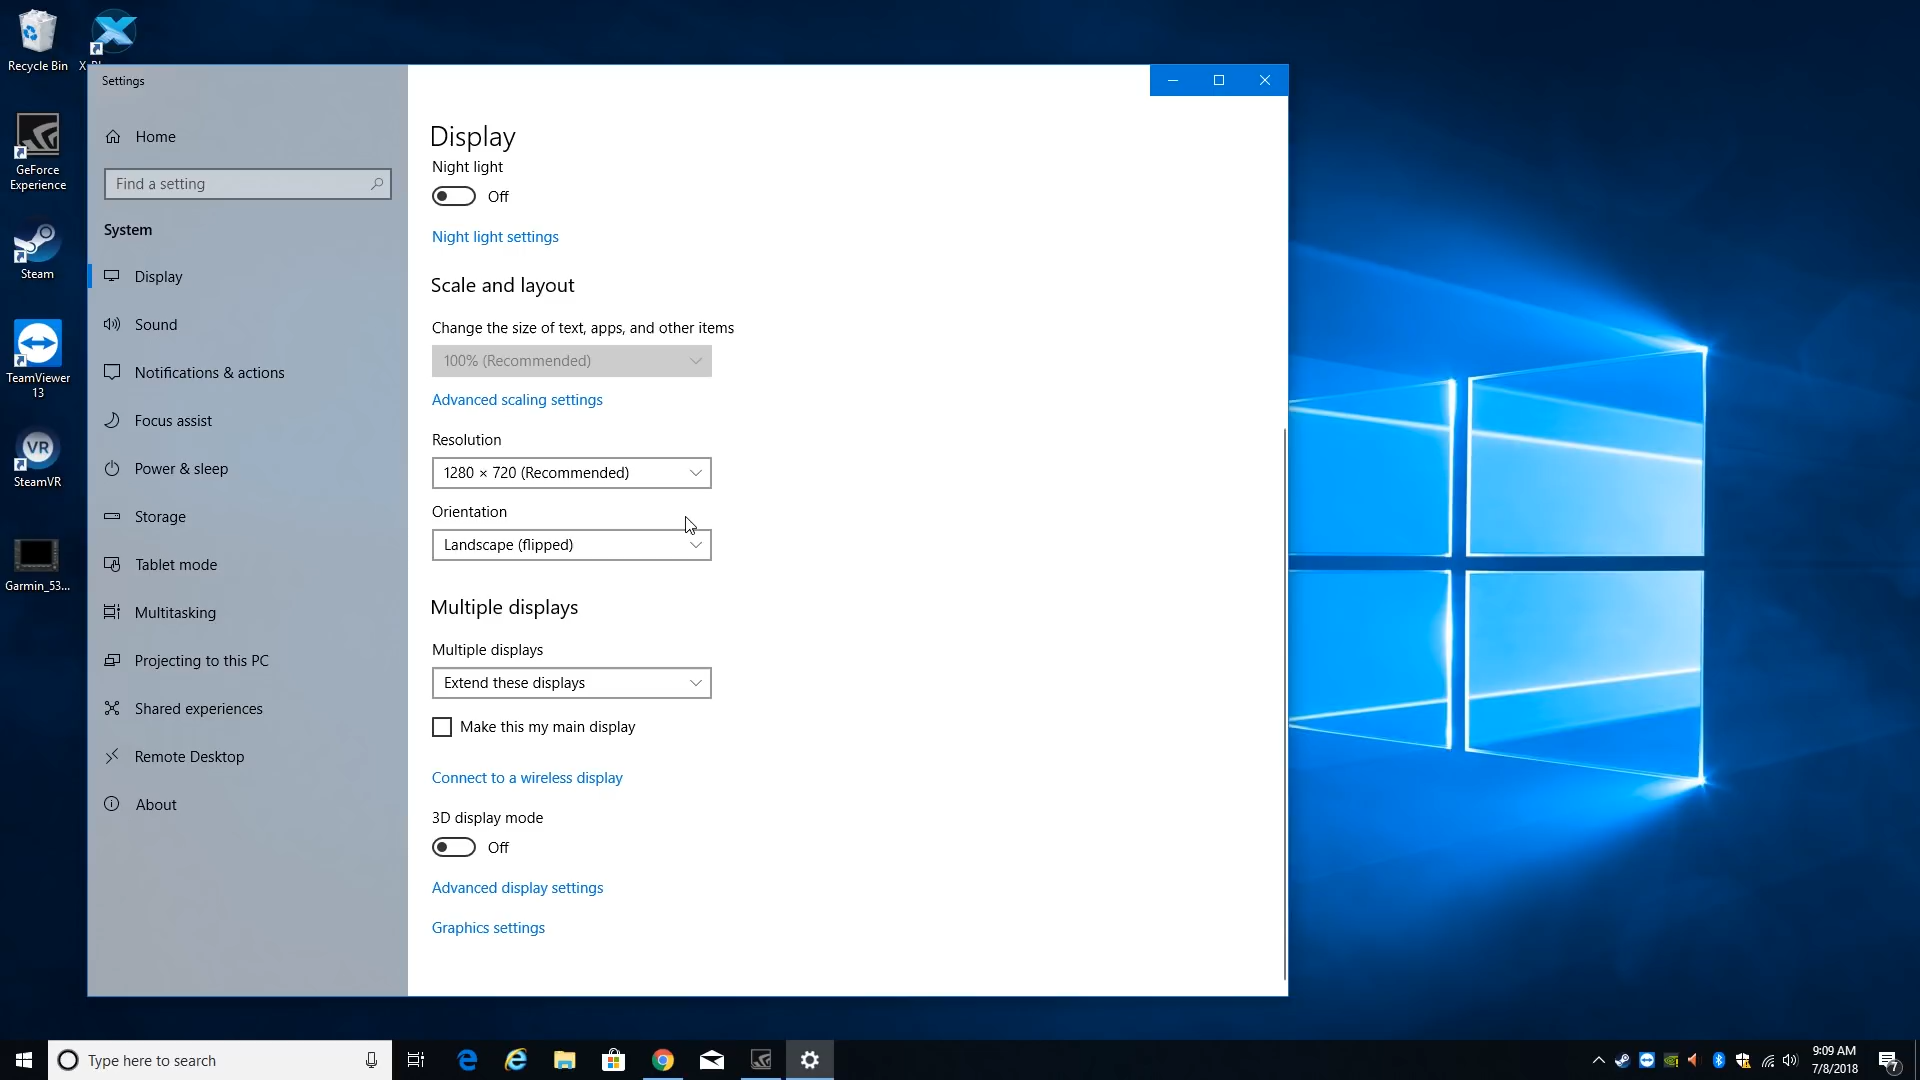 Recycle Bin
GeForce
Experience
Steam
TeamViewer
13
VR
SteamVR
Garmin_53...
Settings
Home
Find a setting
System
Display
Sound
Notifications & actions
Focus assist
Power & sleep
Storage
Tablet mode
Multitasking
Projecting to this PC
Shared experiences
Remote Desktop
About
Display
Night light
Off
Night light settings
Scale and layout
Change the size of text, apps, and other items
100% (Recommended)
Advanced scaling settings
Resolution
1280 × 720 (Recommended)
Orientation
Landscape (flipped)
Multiple displays
Multiple displays
Extend these displays
Make this my main display
Connect to a wireless display
3D display mode
Off
Advanced display settings
Graphics settings
Type here to search
9:09 AM
7/8/2018
7